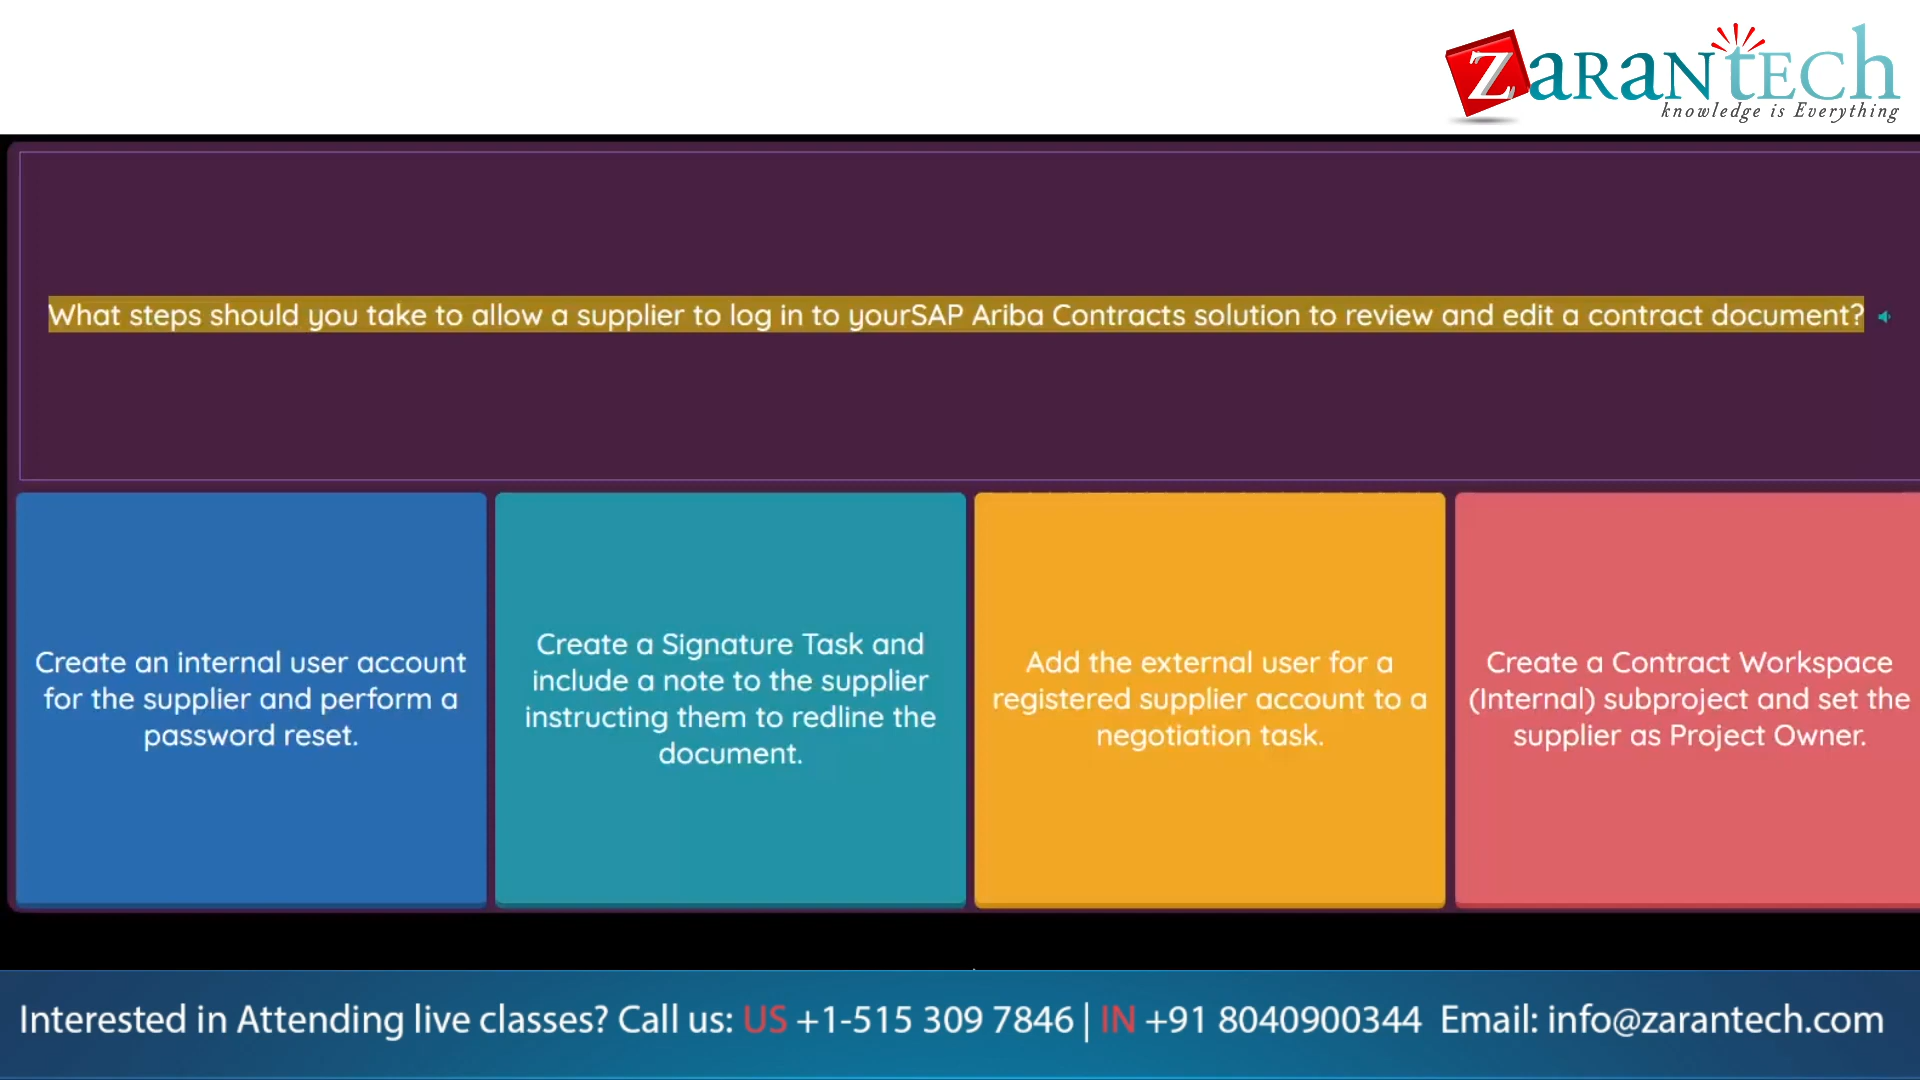 ZaranTech
knowledge is Everything
What steps should you take to allow a supplier to log in to yourSAP Ariba Contracts solution to review and edit a contract document?
Create an internal user account
for the supplier and perform a
password reset.
Create a Signature Task and
include a note to the supplier
instructing them to redline the
document.
Add the external user for a
registered supplier account to a
negotiation task.
Create a Contract Workspace
(Internal) subproject and set the
supplier as Project Owner.
Interested in Attending live classes? Call us: US +1-515 309 7846 | IN +91 8040900344 Email: info@zarantech.com